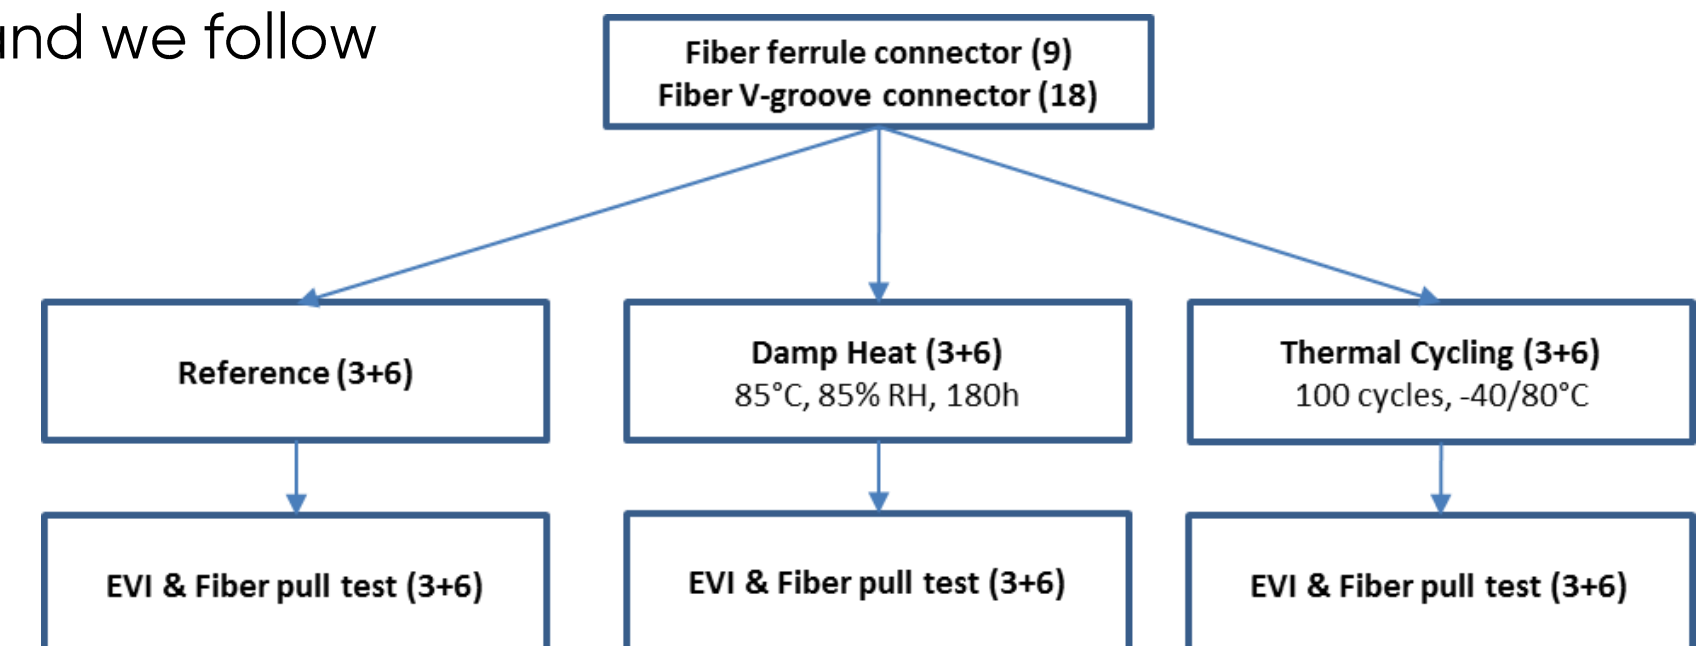 and we follow
Fiber ferrule connector (9)
Fiber V-groove connector (18)
Reference (3+6)
Damp Heat (3+6)
85°C, 85% RH, 180h
Thermal Cycling (3+6)
100 cycles, -40/80°C
EVI & Fiber pull test (3+6)
EVI & Fiber pull test (3+6)
EVI & Fiber pull test (3+6)